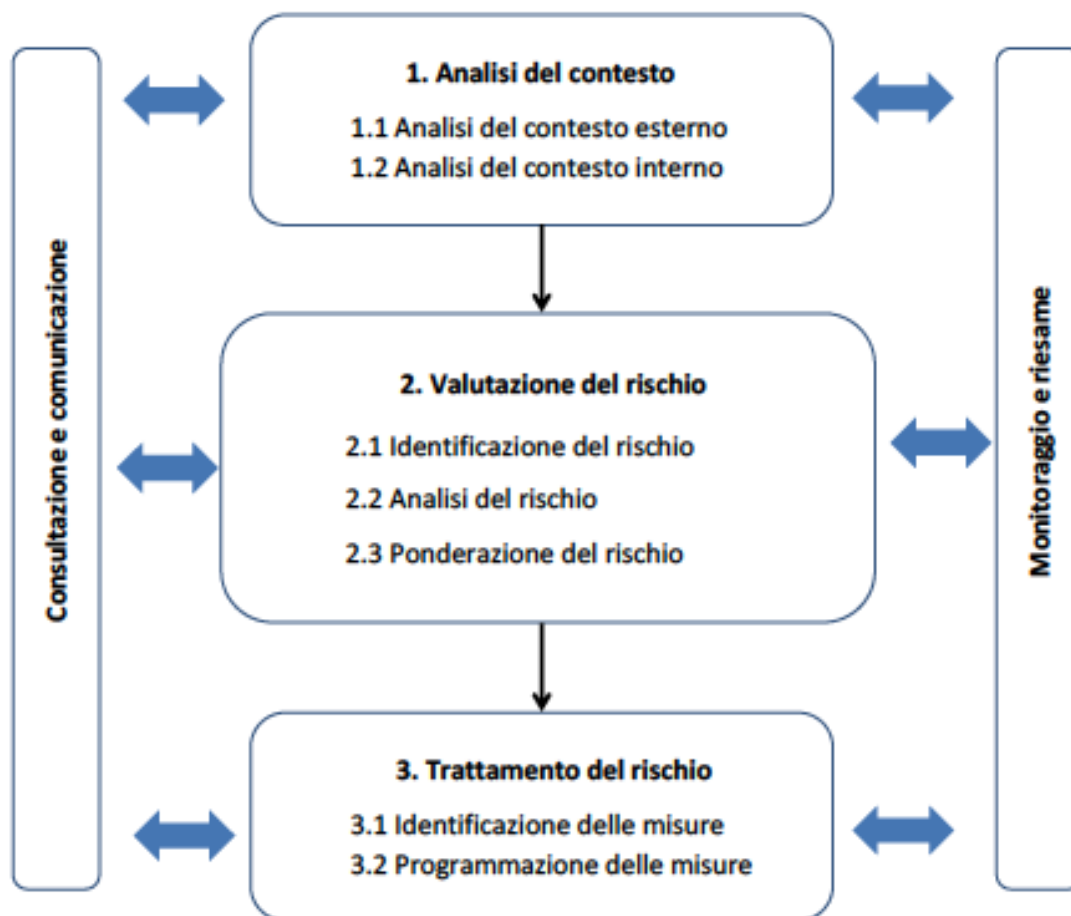 Consultazione e comunicazione
1. Analisi del contesto
1.1 Analisi del contesto esterno
1.2 Analisi del contesto interno
2. Valutazione del rischio
2.1 Identificazione del rischio
2.2 Analisi del rischio
2.3 Ponderazione del rischio
3. Trattamento del rischio
3.1 Identificazione delle misure
3.2 Programmazione delle misure
Monitoraggio e riesame